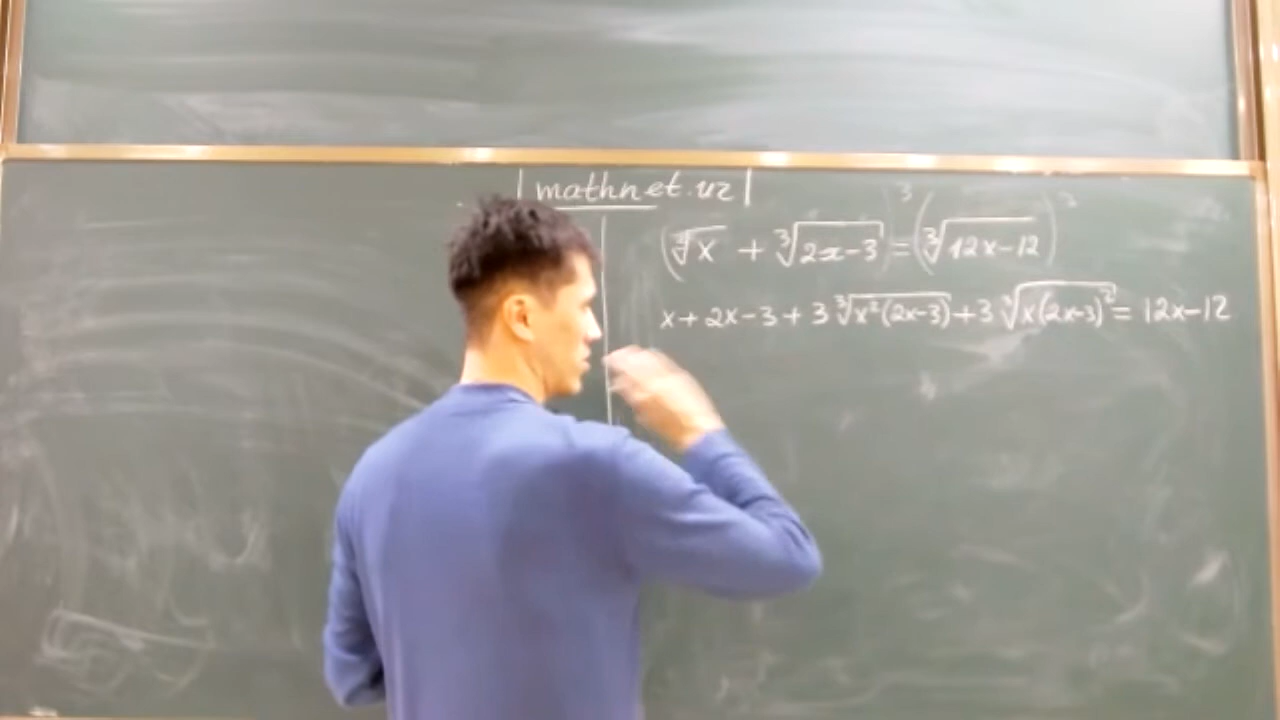 |mathnet.uz|
(∛x + ∛(2x-3))³ = (∛(12x-12))³
x + 2x-3 + 3∛(x²(2x-3)) + 3∛(x(2x-3)²) = 12x-12